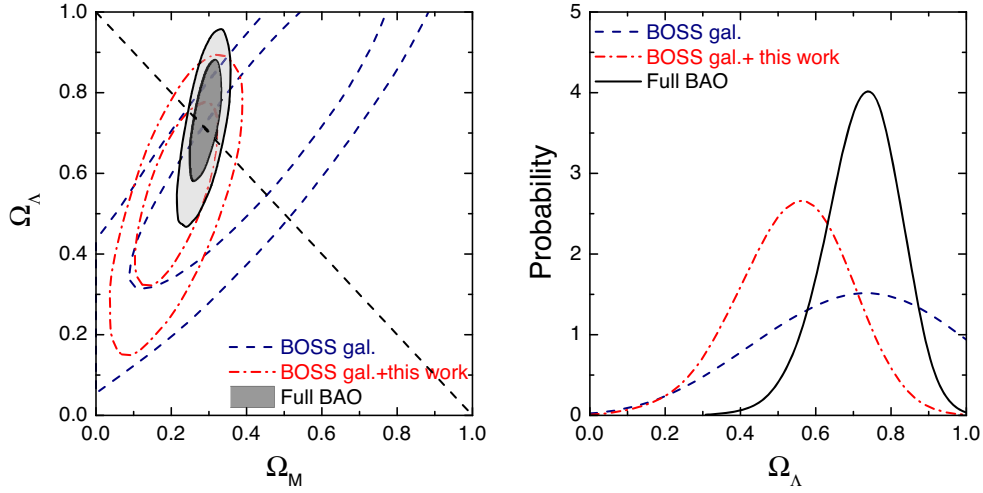 1.0
0.8
0.6
0.4
0.2
0.0
Ω_Λ
BOSS gal.
BOSS gal.+this work
Full BAO
0.0 0.2 0.4 0.6 0.8 1.0
Ω_M
BOSS gal.
BOSS gal.+ this work
Full BAO
5
4
3
2
1
0
Probability
0.0 0.2 0.4 0.6 0.8 1.0
Ω_Λ